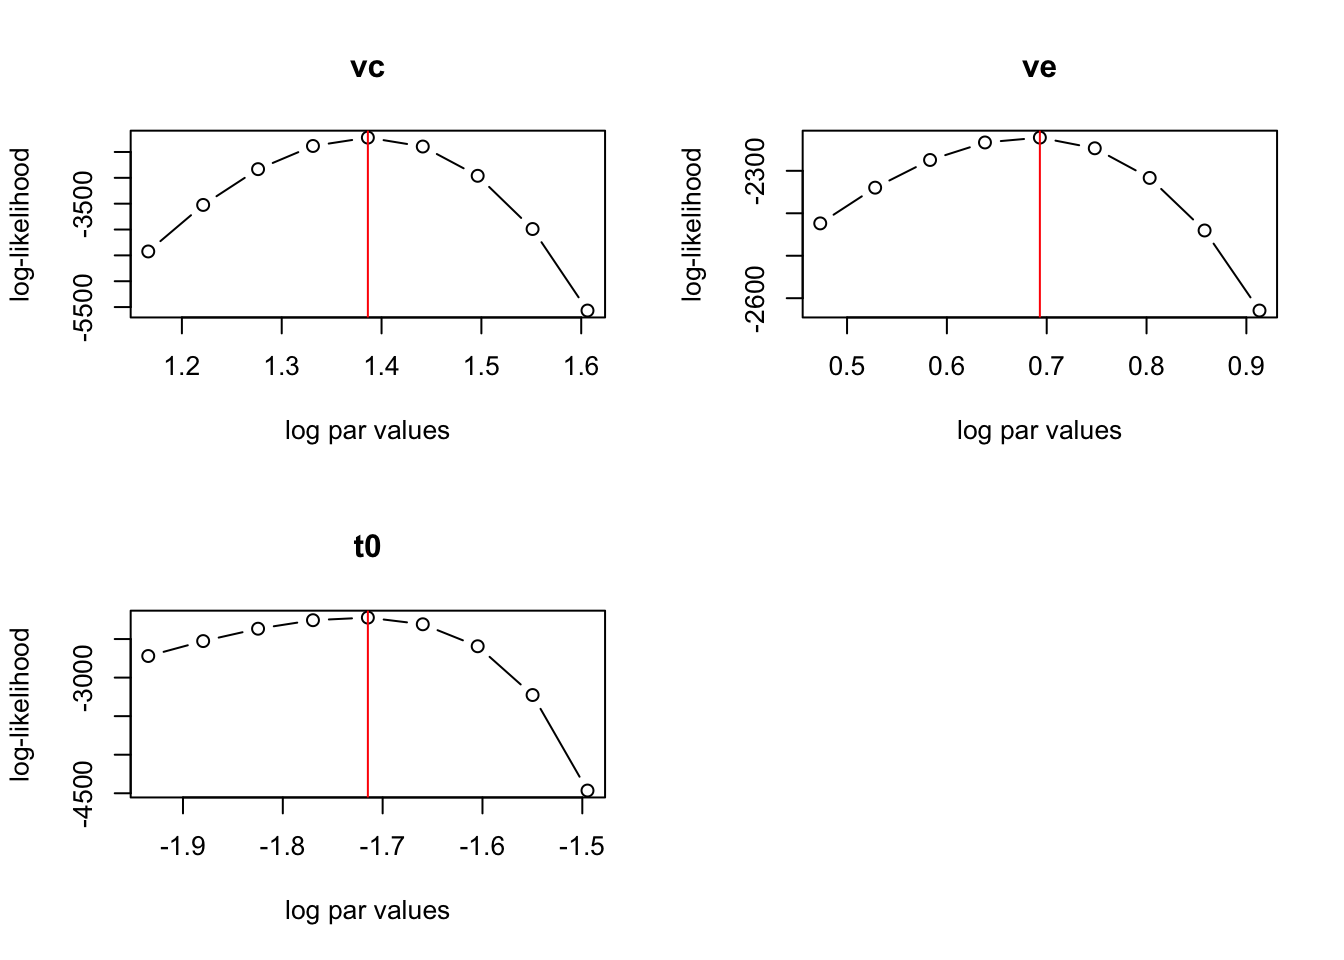 vc
log-likelihood
-3500
-5500
1.2 1.3 1.4 1.5 1.6
log par values
ve
log-likelihood
-2300
-2600
0.5 0.6 0.7 0.8 0.9
log par values
t0
log-likelihood
-3000
-4500
-1.9 -1.8 -1.7 -1.6 -1.5
log par values